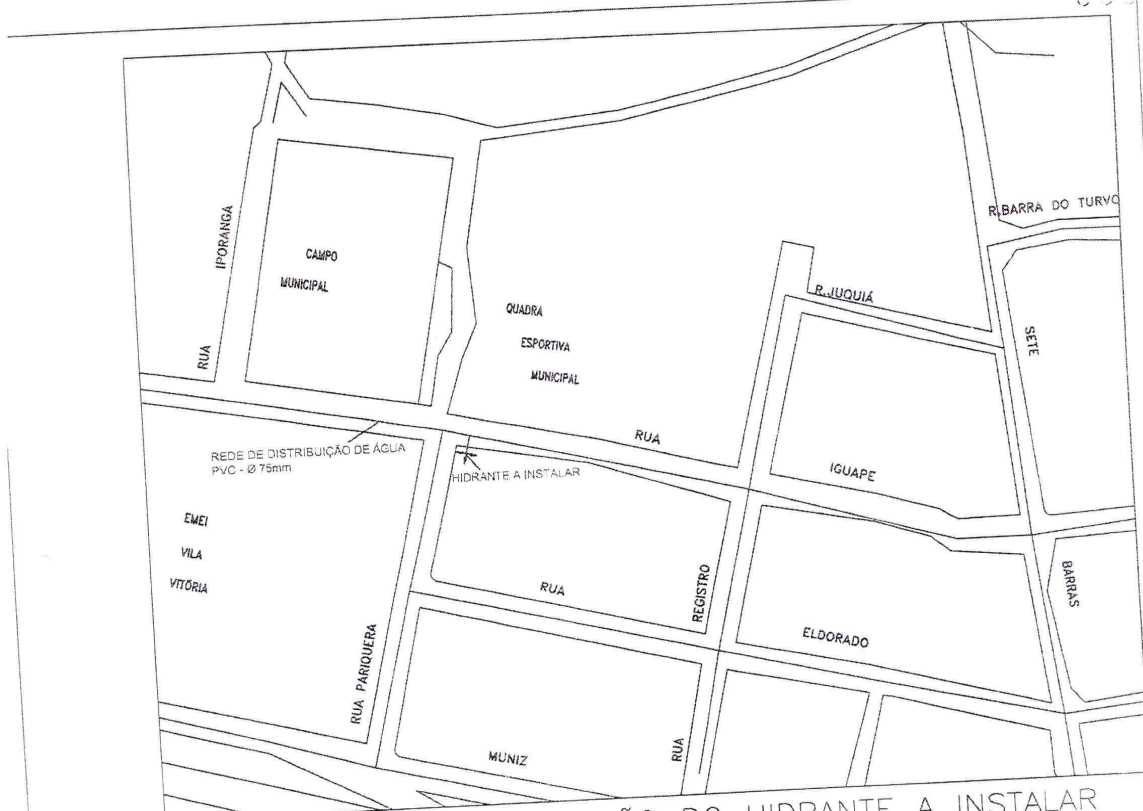 R.BARRA DO TURVO
IPORANGA
RUA
CAMPO
MUNICIPAL
QUADRA
ESPORTIVA
MUNICIPAL
R.JUQUIÁ
SETE
BARRAS
RUA
IGUAPE
REDE DE DISTRIBUIÇÃO DE ÁGUA
PVC - Ø 75mm
HIDRANTE A INSTALAR
EMEI
VILA
VITÓRIA
RUA
ELDORADO
REGISTRO
RUA
RUA PARIQUERA
MUNIZ
DO HIDRANTE A INSTALAR